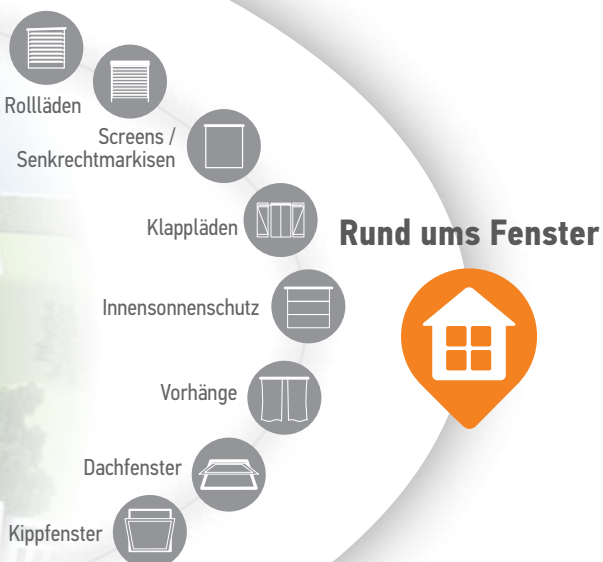 Rollläden
Screens /
Senkrechtmarkisen
Klappläden
Rund ums Fenster
Innensonnenschutz
Vorhänge
Dachfenster
Kippfenster